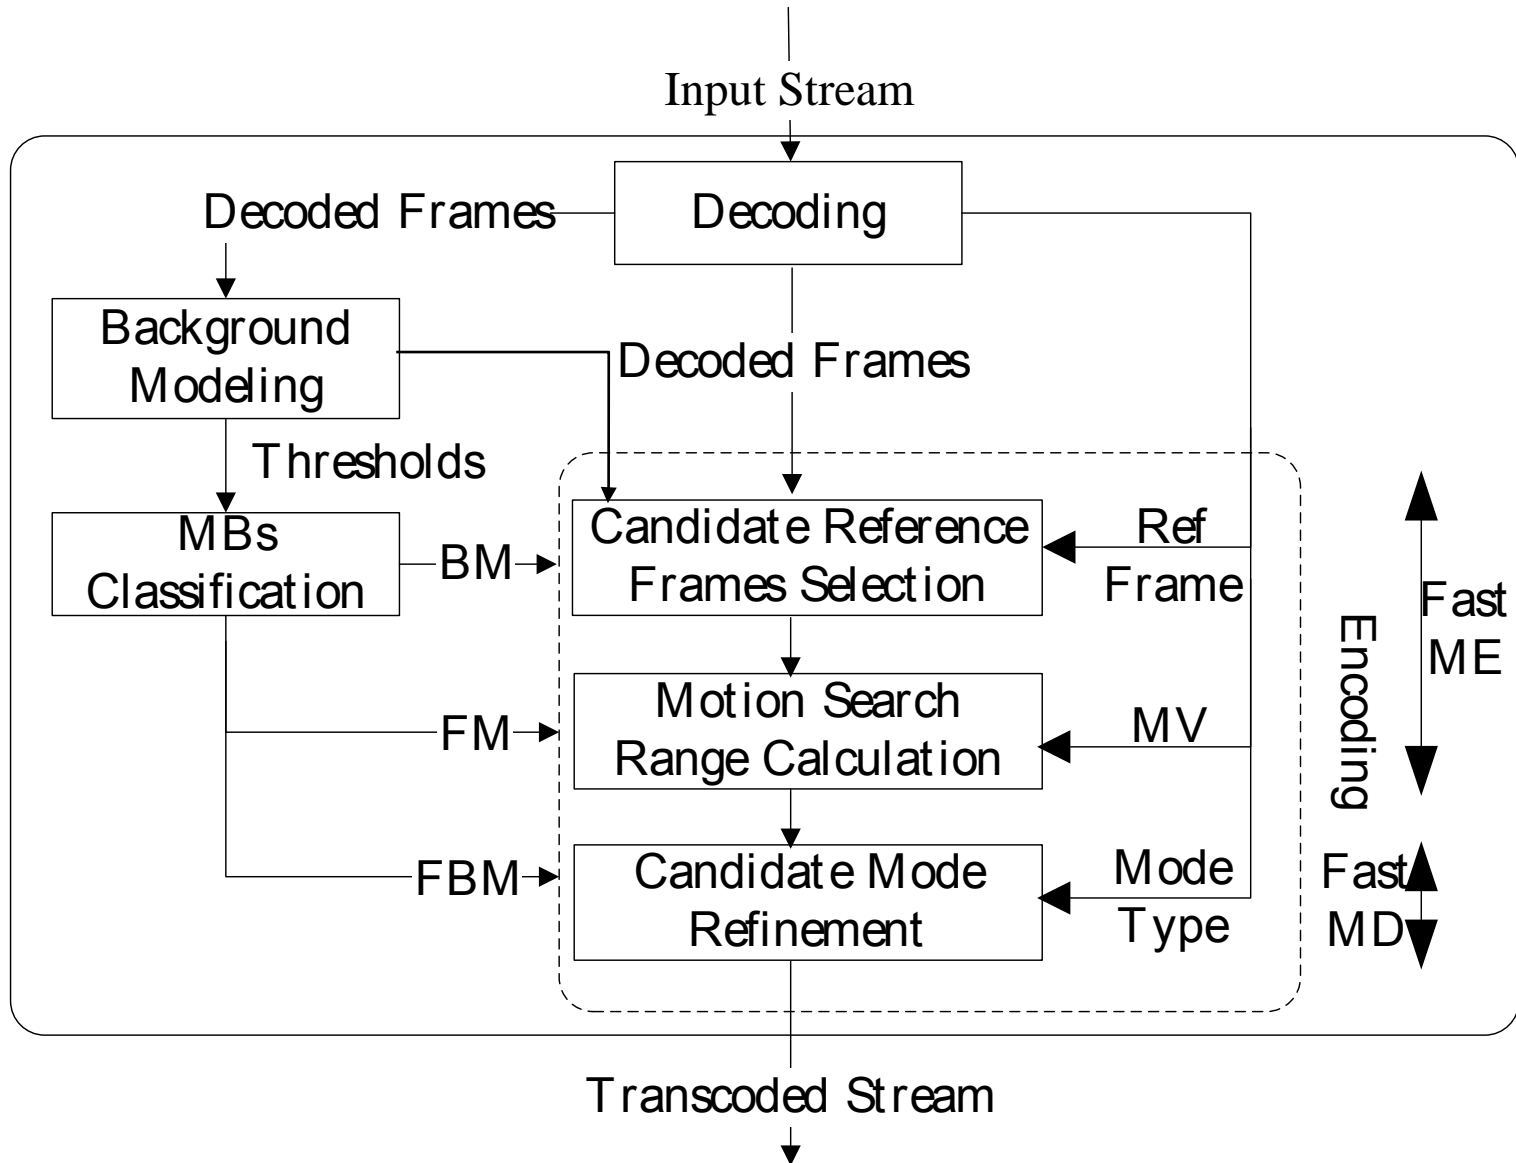 Input Stream
Decoded Frames
Decoding
Background
Modeling
Decoded Frames
Thresholds
MBs
Classification
BM
Candidate Reference
Frames Selection
Ref
Frame
Fast
ME
Encoding
FM
Motion Search
Range Calculation
MV
FBM
Candidate Mode
Refinement
Mode
Type
Fast
MD
Transcoded Stream